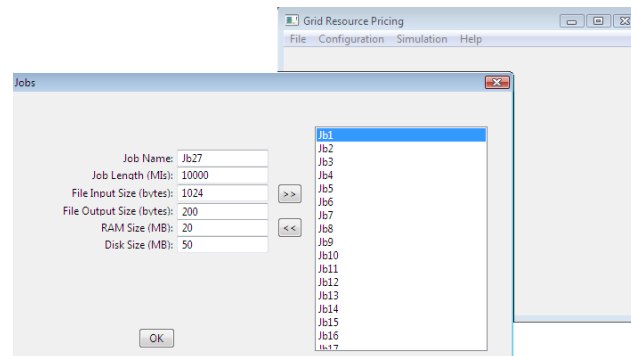 Grid Resource Pricing
File Configuration Simulation Help
Jobs
Job Name: Jb27
Job Length (MIs): 10000
File Input Size (bytes): 1024
File Output Size (bytes): 200
RAM Size (MB): 20
Disk Size (MB): 50
>>
<<
OK
Jb1
Jb2
Jb3
Jb4
Jb5
Jb6
Jb7
Jb8
Jb9
Jb10
Jb11
Jb12
Jb13
Jb14
Jb15
Jb16
Jb17